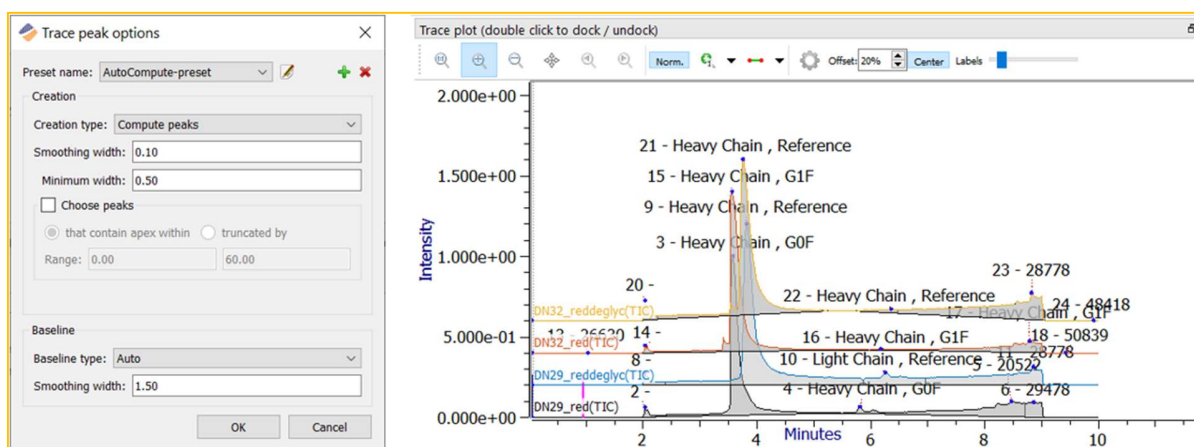 Trace peak options
Preset name: AutoCompute-preset
Creation
Creation type: Compute peaks
Smoothing width: 0.10
Minimum width: 0.50
Choose peaks
that contain apex within truncated by
Range: 0.00 60.00
Baseline
Baseline type: Auto
Smoothing width: 1.50
OK Cancel
Trace plot (double click to dock / undock)
Norm. Offset: 20% Center Labels
2.000e+00
21 - Heavy Chain , Reference
1.500e+00
15 - Heavy Chain , G1F
9 - Heavy Chain , Reference
3 - Heavy Chain , G0F
1.000e+00
Intensity
23 - 28778
20 -
22 - Heavy Chain , Reference
24 - 48418
DN32_reddeglyc(TIC)
17 - Heavy Chain , G1F
5.000e-01
14 -
16 - Heavy Chain , G1F
18 - 50839
DN32_red(TIC)
8 -
10 - Light Chain , Reference
11 - 28778
5 - 20522
DN29_reddeglyc(TIC)
2 -
4 - Heavy Chain , G0F
6 - 29478
DN29_red(TIC)
0.000e+00
2 4 6 8 10
Minutes